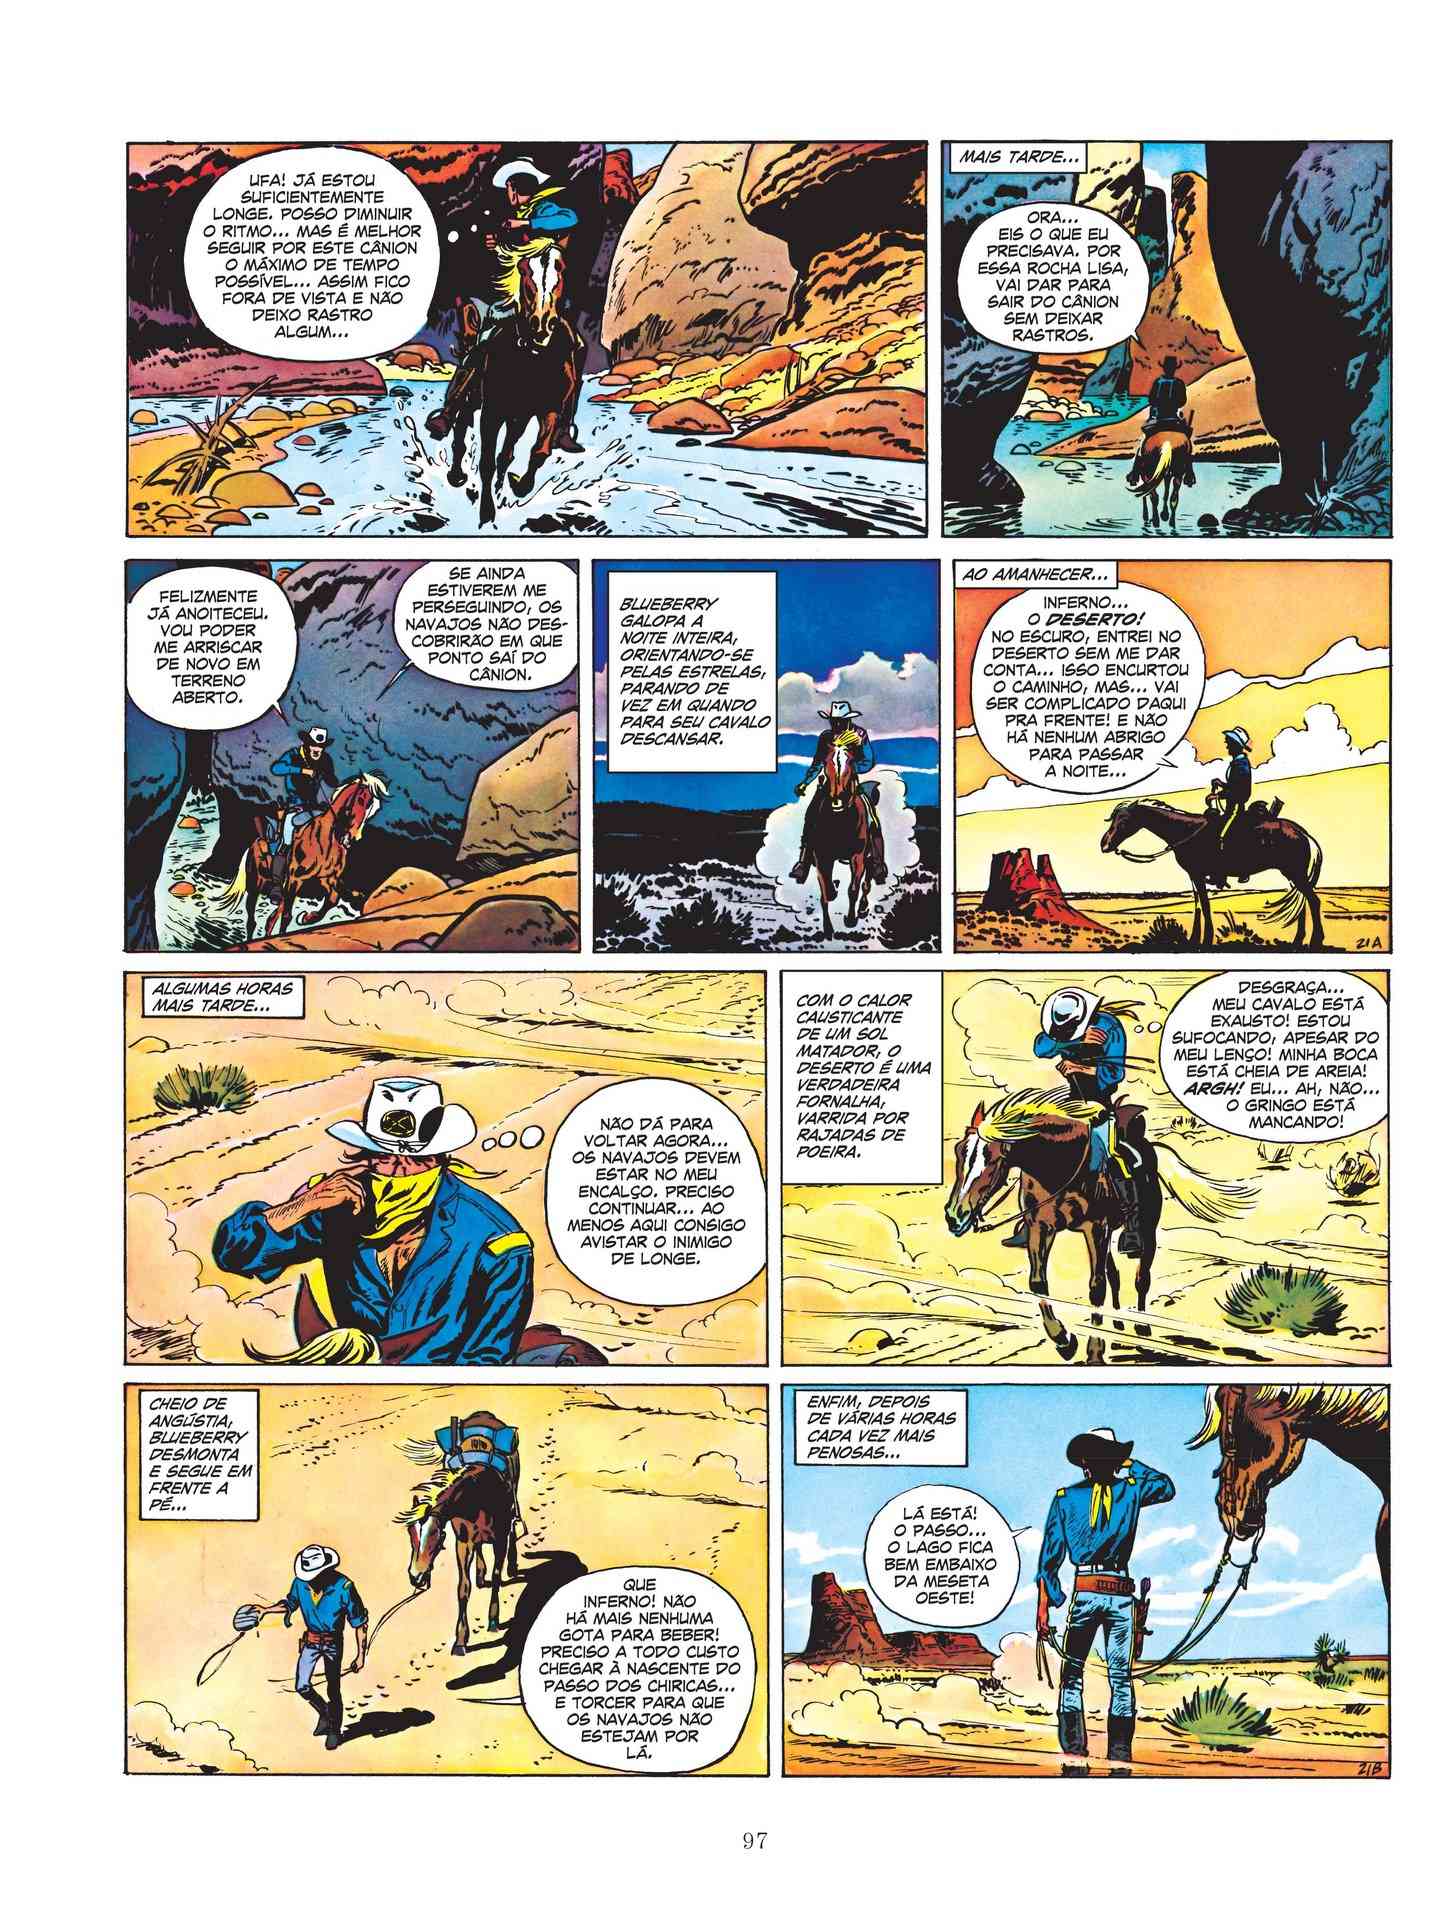 UFA! JÁ ESTOU
SUFICIENTEMENTE
LONGE. POSSO DIMINUIR
O RITMO... MAS É MELHOR
SEGUIR POR ESTE CÂNION
O MÁXIMO DE TEMPO
POSSÍVEL... ASSIM FICO
FORA DE VISTA E NÃO
DEIXO RASTRO
ALGUM...
MAIS TARDE...
ORA...
EIS O QUE EU
PRECISAVA. POR
ESSA ROCHA LISA,
VAI DAR PARA
SAIR DO CÂNION
SEM DEIXAR
RASTROS.
FELIZMENTE
JÁ ANOITECEU.
VOU PODER
ME ARRISCAR
DE NOVO EM
TERRENO
ABERTO.
SE AINDA
ESTIVEREM ME
PERSEGUINDO, OS
NAVAJOS NÃO DES-
COBRIRÃO EM QUE
PONTO SAÍ DO
CÂNION.
BLUEBERRY
GALOPA A
NOITE INTEIRA,
ORIENTANDO-SE
PELAS ESTRELAS,
PARANDO DE
VEZ EM QUANDO
PARA SEU CAVALO
DESCANSAR.
AO AMANHECER...
INFERNO...
O DESERTO!
NO ESCURO, ENTREI NO
DESERTO SEM ME DAR
CONTA... ISSO ENCURTOU
O CAMINHO, MAS... VAI
SER COMPLICADO DAQUI
PRA FRENTE! E NÃO
HÁ NENHUM ABRIGO
PARA PASSAR
A NOITE...
21A
ALGUMAS HORAS
MAIS TARDE...
NÃO DÁ PARA
VOLTAR AGORA...
OS NAVAJOS DEVEM
ESTAR NO MEU
ENCALÇO. PRECISO
CONTINUAR... AO
MENOS AQUI CONSIGO
AVISTAR O INIMIGO
DE LONGE.
COM O CALOR
CAUSTICANTE
DE UM SOL
MATADOR, O
DESERTO É UMA
VERDADEIRA
FORNALHA,
VARRIDA POR
RAJADAS DE
POEIRA.
DESGRAÇA...
MEU CAVALO ESTÁ
EXAUSTO! ESTOU
SUFOCANDO, APESAR DO
MEU LENÇO! MINHA BOCA
ESTÁ CHEIA DE AREIA!
ARGH! EU... AH, NÃO...
O GRINGO ESTÁ
MANCANDO!
CHEIO DE
ANGÚSTIA,
BLUEBERRY
DESMONTA
E SEGUE EM
FRENTE A
PÉ...
QUE
INFERNO! NÃO
HÁ MAIS NENHUMA
GOTA PARA BEBER!
PRECISO A TODO CUSTO
CHEGAR À NASCENTE DO
PASSO DOS CHIRICAS...
E TORCER PARA QUE
OS NAVAJOS NÃO
ESTEJAM POR
LÁ.
ENFIM, DEPOIS
DE VÁRIAS HORAS
CADA VEZ MAIS
PENOSAS...
LÁ ESTÁ!
O PASSO...
O LAGO FICA
BEM EMBAIXO
DA MESETA
OESTE!
21B
97